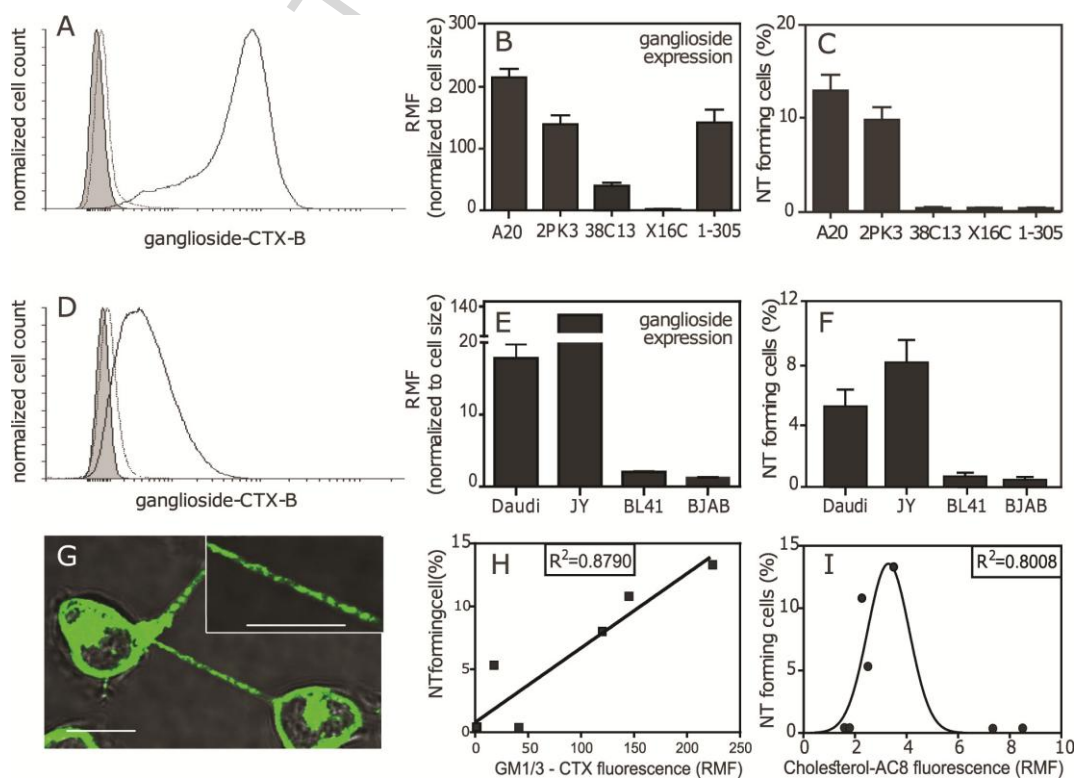 A
normalized cell count
ganglioside-CTX-B
B
ganglioside
expression
RMF
(normalized to cell size)
300
200
100
0
A20 2PK3 38C13 X16C 1-305
C
NT forming cells (%)
20
10
0
A20 2PK3 38C13 X16C 1-305
D
normalized cell count
ganglioside-CTX-B
E
ganglioside
expression
RMF
(normalized to cell size)
140
20
10
0
Daudi JY BL41 BJAB
F
NT forming cells (%)
12
8
4
0
Daudi JY BL41 BJAB
G
H
R²=0.8790
NTformingcell(%)
15
10
5
0
0 50 100 150 200 250
GM1/3 - CTX fluorescence (RMF)
I
R²=0.8008
NT forming cells (%)
15
10
5
0
0 2 4 6 8 10
Cholesterol-AC8 fluorescence (RMF)